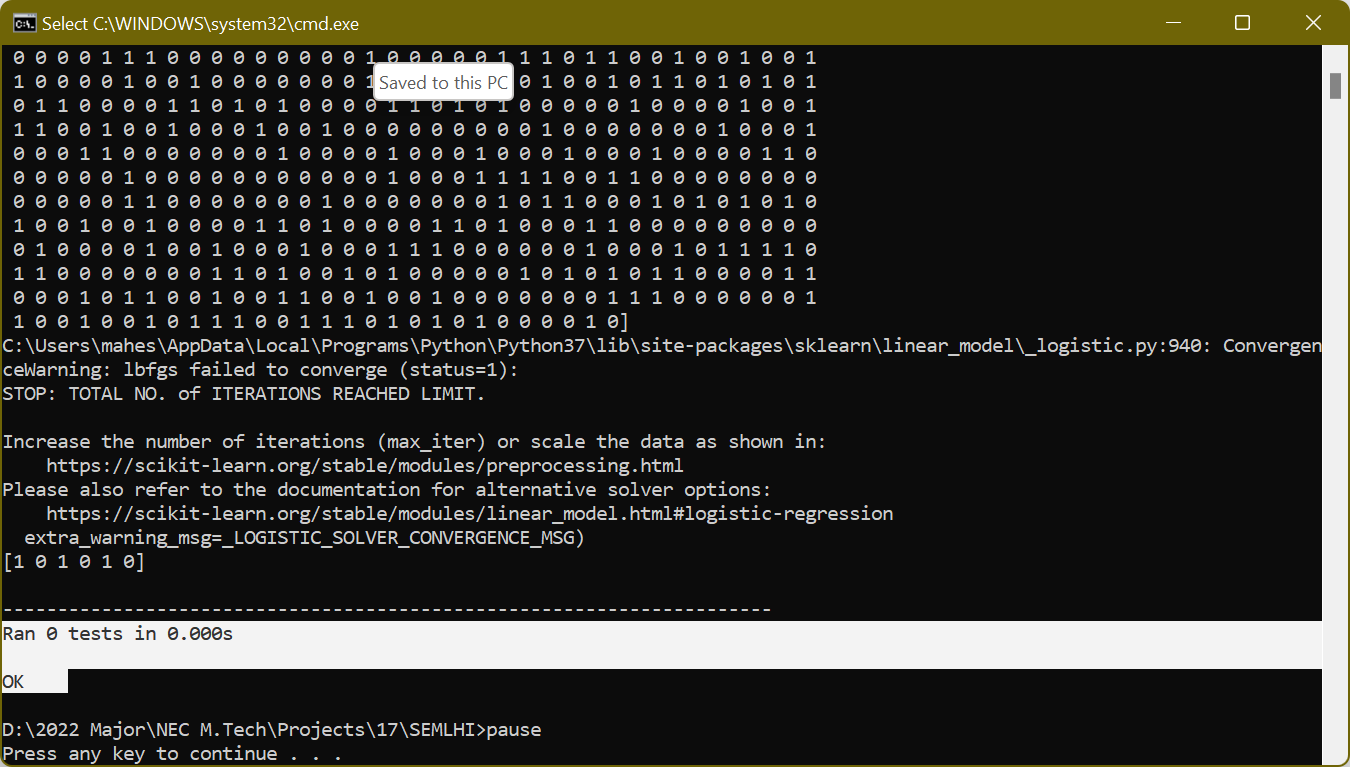 Select C:\WINDOWS\system32\cmd.exe
0 0 0 0 1 1 1 0 0 0 0 0 0 0 0 0 1 0 0 0 0 0 1 1 1 0 1 1 0 0 1 0 0 1 0 0 1
1 0 0 0 0 1 0 0 1 0 0 0 0 0 0 0 1 Saved to this PC 0 1 0 0 1 0 1 1 0 1 0 1 0 1
0 1 1 0 0 0 0 1 1 0 1 0 1 0 0 0 0 1 1 0 1 0 1 0 0 0 0 0 1 0 0 0 0 1 0 0 1
1 1 0 0 1 0 0 1 0 0 0 1 0 0 1 0 0 0 0 0 0 0 0 0 1 0 0 0 0 0 0 0 1 0 0 0 1
0 0 0 1 1 0 0 0 0 0 0 0 1 0 0 0 0 1 0 0 0 1 0 0 0 1 0 0 0 1 0 0 0 0 1 1 0
0 0 0 0 0 1 0 0 0 0 0 0 0 0 0 0 0 1 0 0 0 1 1 1 1 0 0 1 1 0 0 0 0 0 0 0 0
0 0 0 0 0 1 1 0 0 0 0 0 0 0 1 0 0 0 0 0 0 0 1 0 1 1 0 0 0 1 0 1 0 1 0 1 0
1 0 0 1 0 0 1 0 0 0 0 1 1 0 1 0 0 0 0 1 1 0 1 0 0 0 1 1 0 0 0 0 0 0 0 0 0
0 1 0 0 0 0 1 0 0 1 0 0 0 1 0 0 0 1 1 1 0 0 0 0 0 0 1 0 0 0 1 0 1 1 1 1 0
1 1 0 0 0 0 0 0 0 1 1 0 1 0 0 1 0 1 0 0 0 0 0 1 0 1 0 1 0 1 1 0 0 0 0 1 1
0 0 0 1 0 1 1 0 0 1 0 0 1 1 0 0 1 0 0 1 0 0 0 0 0 0 0 1 1 1 0 0 0 0 0 0 1
1 0 0 1 0 0 1 0 1 1 1 0 0 1 1 1 0 1 0 1 0 1 0 0 0 0 1 0]
C:\Users\mahes\AppData\Local\Programs\Python\Python37\lib\site-packages\sklearn\linear_model\_logistic.py:940: Convergen
ceWarning: lbfgs failed to converge (status=1):
STOP: TOTAL NO. of ITERATIONS REACHED LIMIT.
Increase the number of iterations (max_iter) or scale the data as shown in:
https://scikit-learn.org/stable/modules/preprocessing.html
Please also refer to the documentation for alternative solver options:
https://scikit-learn.org/stable/modules/linear_model.html#logistic-regression
extra_warning_msg=_LOGISTIC_SOLVER_CONVERGENCE_MSG)
[1 0 1 0 1 0]
----------------------------------------------------------------------
Ran 0 tests in 0.000s
OK
D:\2022 Major\NEC M.Tech\Projects\17\SEMLHI>pause
Press any key to continue . . .